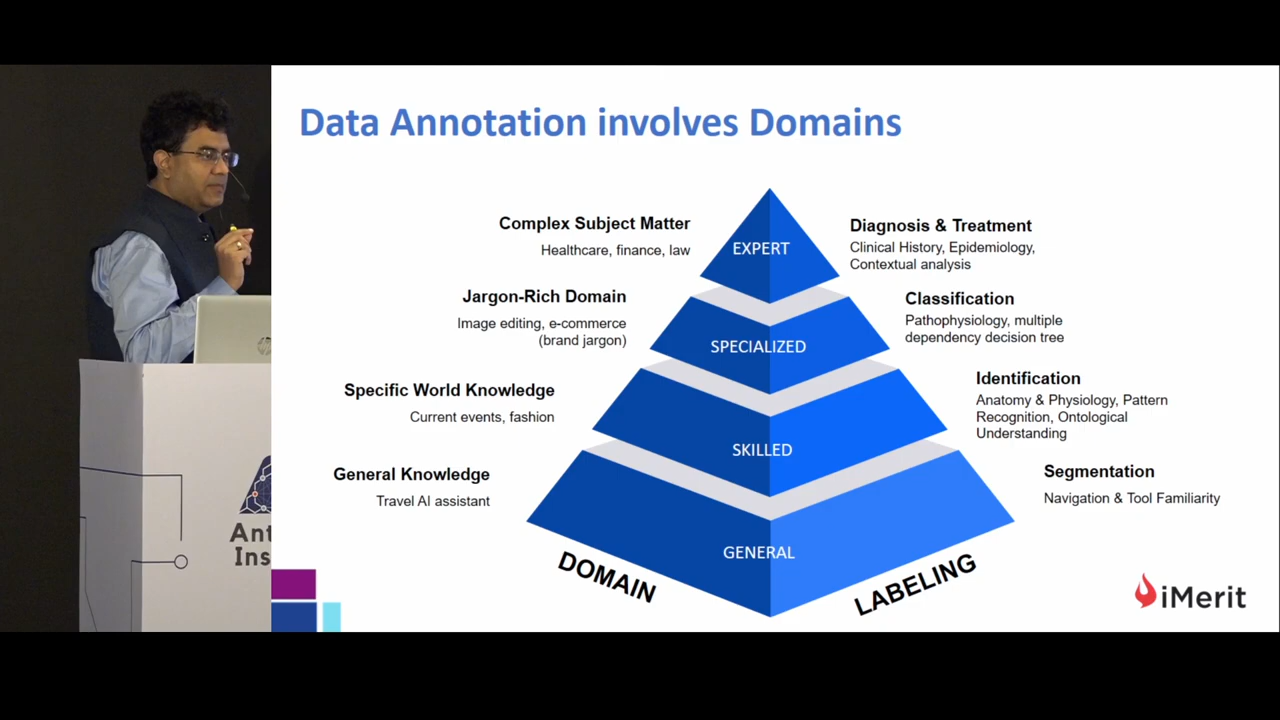 Data Annotation involves Domains
Complex Subject Matter
Healthcare, finance, law
Jargon-Rich Domain
Image editing, e-commerce
(brand jargon)
Specific World Knowledge
Current events, fashion
General Knowledge
Travel AI assistant
EXPERT
SPECIALIZED
SKILLED
GENERAL
Diagnosis & Treatment
Clinical History, Epidemiology,
Contextual analysis
Classification
Pathophysiology, multiple
dependency decision tree
Identification
Anatomy & Physiology, Pattern
Recognition, Ontological
Understanding
Segmentation
Navigation & Tool Familiarity
DOMAIN
LABELING
iMerit
Ant
Ins
hp